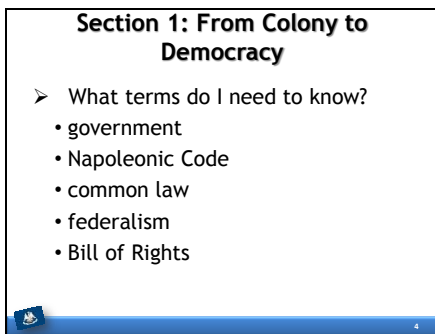 Section 1: From Colony to
Democracy
➢ What terms do I need to know?
• government
• Napoleonic Code
• common law
• federalism
• Bill of Rights
4